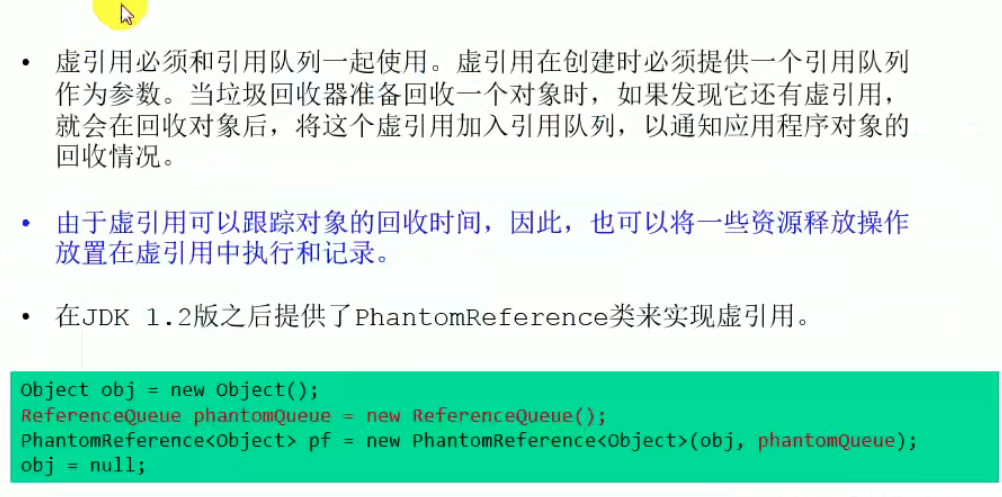 • 虚引用必须和引用队列一起使用。虚引用在创建时必须提供一个引用队列
作为参数。当垃圾回收器准备回收一个对象时，如果发现它还有虚引用，
就会在回收对象后，将这个虚引用加入引用队列，以通知应用程序对象的
回收情况。
• 由于虚引用可以跟踪对象的回收时间，因此，也可以将一些资源释放操作
放置在虚引用中执行和记录。
• 在JDK 1.2版之后提供了PhantomReference类来实现虚引用。
Object obj = new Object();
ReferenceQueue phantomQueue = new ReferenceQueue();
PhantomReference<Object> pf = new PhantomReference<Object>(obj, phantomQueue);
obj = null;